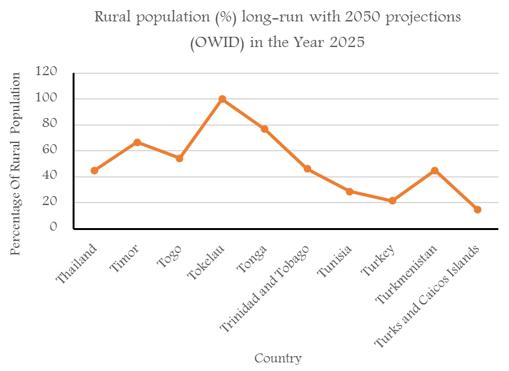 Rural population (%) long-run with 2050 projections
(OWID) in the Year 2025
Percentage Of Rural Population
120
100
80
60
40
20
0
Thailand
Timor
Togo
Tokelau
Tonga
Trinidad and Tobago
Tunisia
Turkey
Turkmenistan
Turks and Caicos Islands
Country